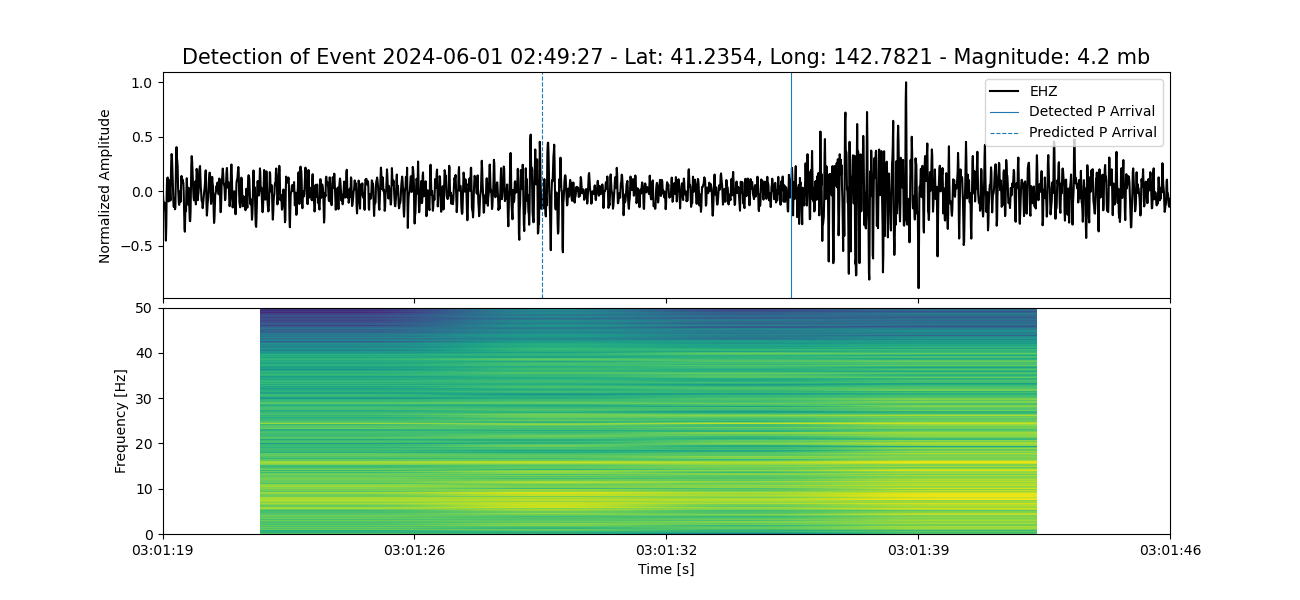 Detection of Event 2024-06-01 02:49:27 - Lat: 41.2354, Long: 142.7821 - Magnitude: 4.2 mb
Normalized Amplitude
1.0
0.5
0.0
−0.5
EHZ
Detected P Arrival
Predicted P Arrival
Frequency [Hz]
50
40
30
20
10
0
03:01:19 03:01:26 03:01:32 03:01:39 03:01:46
Time [s]